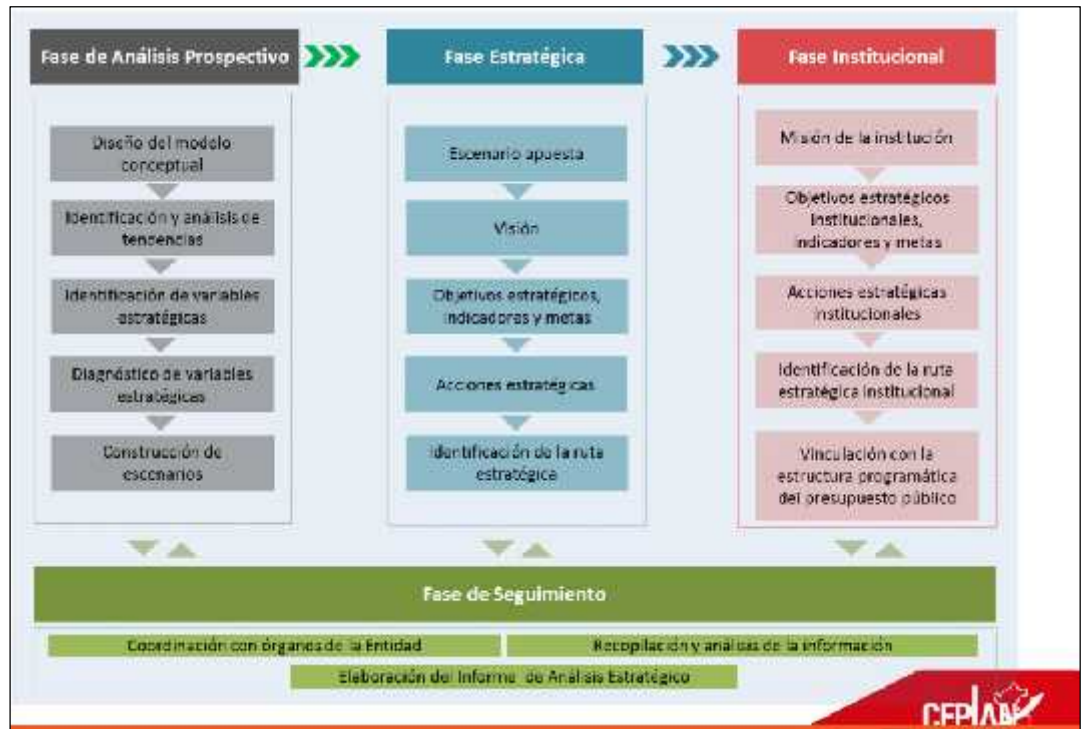 Fase de Análisis Prospectivo
Fase Estratégica
Fase Institucional
Diseño del modelo
conceptual
Identificación y análisis de
tendencias
Identificación de variables
estratégicas
Diagnóstico de variables
estratégicas
Construcción de
escenarios
Escenario apuesta
Visión
Objetivos estratégicos,
indicadores y metas
Acciones estratégicas
Identificación de la ruta
estratégica
Misión de la institución
Objetivos estratégicos
institucionales,
indicadores y metas
Acciones estratégicas
institucionales
Identificación de la ruta
estratégica institucional
Vinculación con la
estructura programática
del presupuesto público
Fase de Seguimiento
Coordinación con órganos de la Entidad
Recopilación y análisis de la información
Elaboración del Informe de Análisis Estratégico
CEPLAN